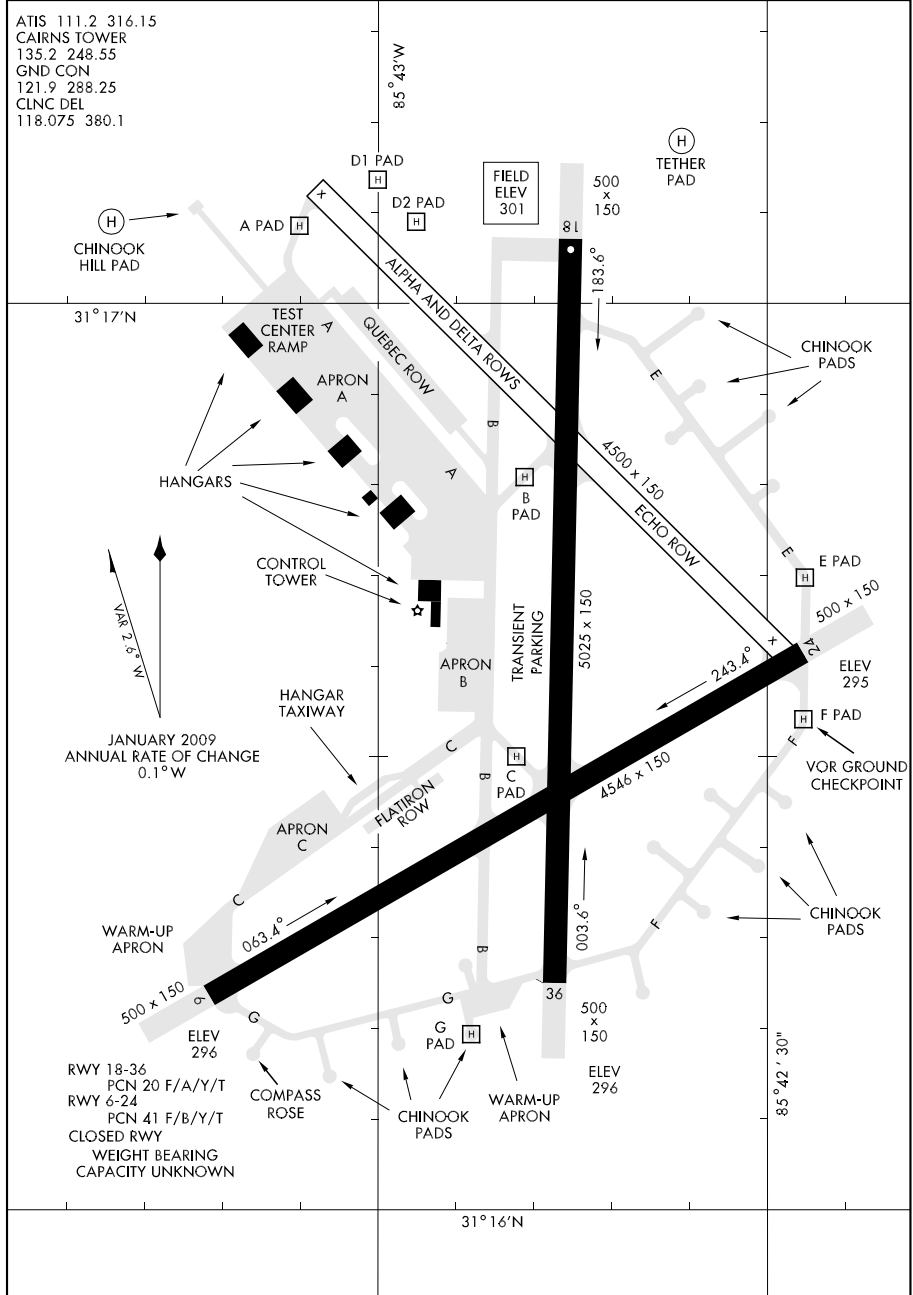 ATIS 111.2 316.15
CAIRNS TOWER
135.2 248.55
GND CON
121.9 288.25
CLNC DEL
118.075 380.1
85°43'W
H
TETHER
PAD
D1 PAD
H
FIELD
ELEV
301
500
x
150
D2 PAD
H
A PAD
H
H
CHINOOK
HILL PAD
X
18
183.6°
31°17'N
ALPHA AND DELTA ROWS
TEST
CENTER
RAMP
A
QUEBEC ROW
CHINOOK
PADS
APRON
A
E
B
4500 x 150
HANGARS
A
H
B
PAD
ECHO ROW
E
E PAD
H
CONTROL
TOWER
500 x 150
VAR 2.6° W
TRANSIENT
PARKING
5025 x 150
X
24
APRON
B
243.4°
ELEV
295
HANGAR
TAXIWAY
F PAD
H
JANUARY 2009
ANNUAL RATE OF CHANGE
0.1° W
C
F
B
H
C
PAD
VOR GROUND
CHECKPOINT
4546 x 150
FLATIRON
ROW
APRON
C
C
CHINOOK
PADS
063.4°
003.6°
F
WARM-UP
APRON
B
500 x 150
6
36
G
G
G
PAD
H
500
x
150
ELEV
296
ELEV
296
RWY 18-36
PCN 20 F/A/Y/T
RWY 6-24
PCN 41 F/B/Y/T
CLOSED RWY
WEIGHT BEARING
CAPACITY UNKNOWN
COMPASS
ROSE
CHINOOK
PADS
WARM-UP
APRON
85°42' 30"
31°16'N